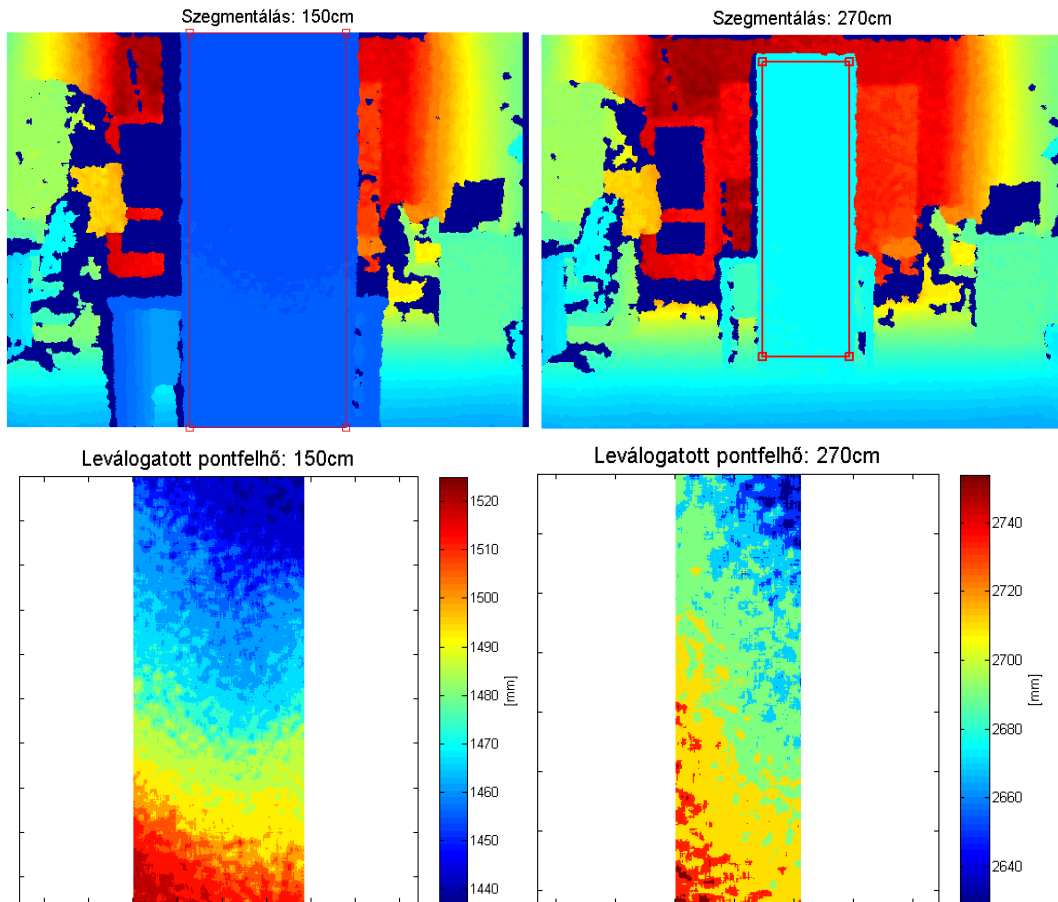 Szegmentálás: 150cm
Szegmentálás: 270cm
Leválogatott pontfelhő: 150cm
1520
1510
1500
1490
1480
1470
1460
1450
1440
[mm]
Leválogatott pontfelhő: 270cm
2740
2720
2700
2680
2660
2640
[mm]